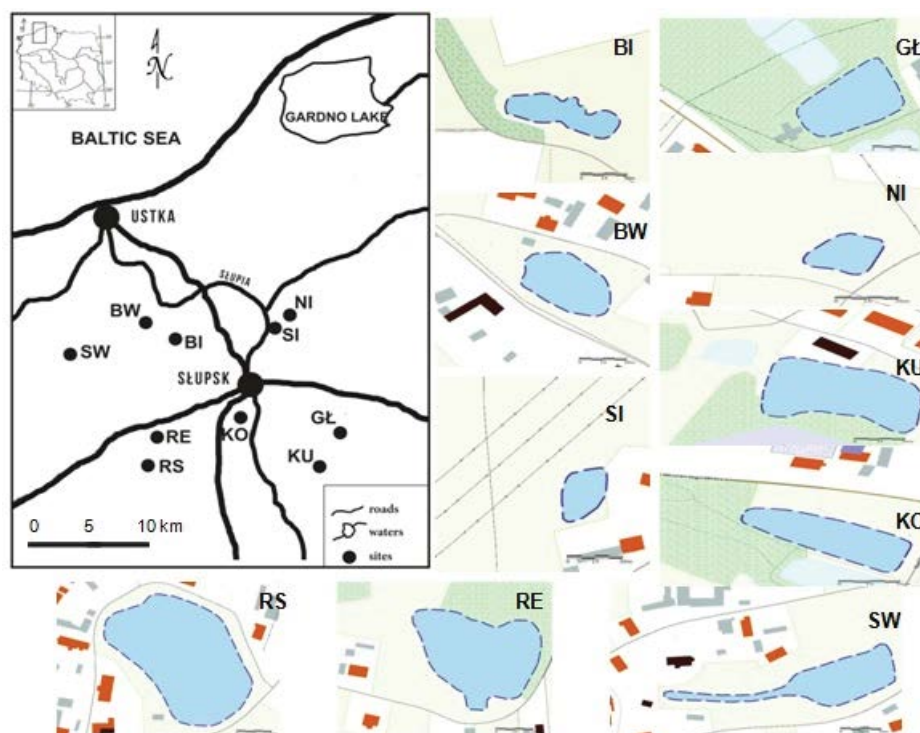 N
GARDNO LAKE
BALTIC SEA
USTKA
SŁUPIA
BW
NI
SI
BI
SW
SŁUPSK
RE
KO
GŁ
RS
KU
0 5 10 km
roads
waters
sites
BI
GŁ
BW
NI
SI
KU
KO
RS
RE
SW